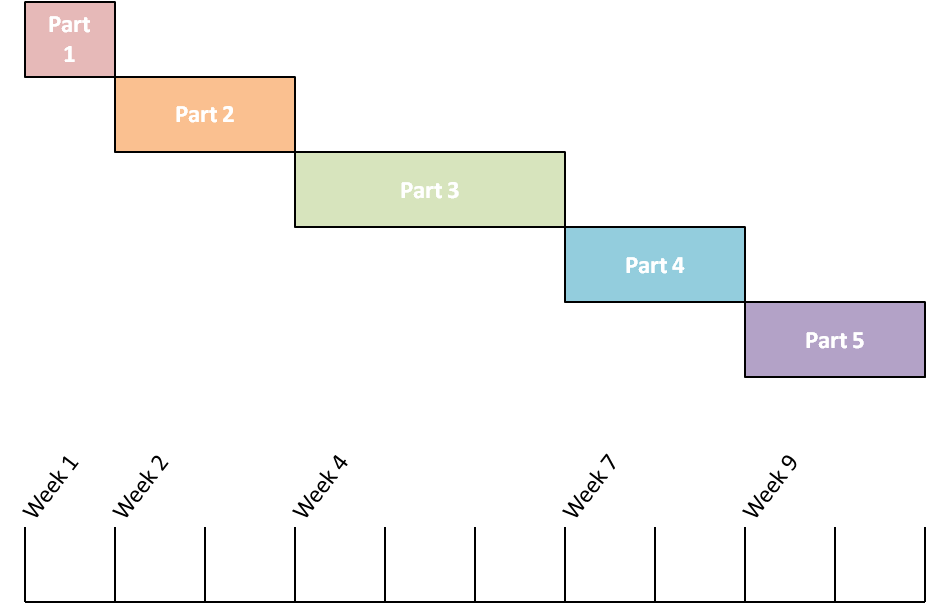 Part
1
Part 2
Part 3
Part 4
Part 5
Week 1
Week 2
Week 4
Week 7
Week 9